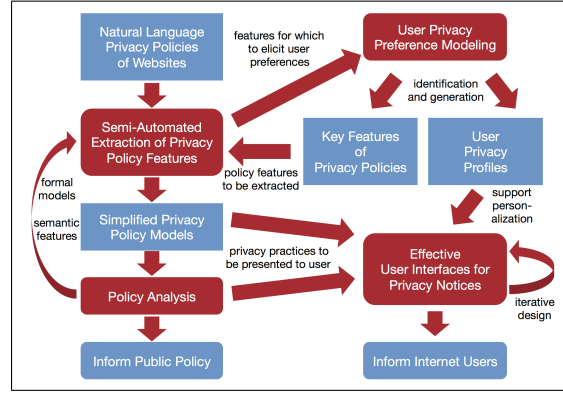 Natural Language
Privacy Policies
of Websites
features for which
to elicit user
preferences
User Privacy
Preference Modeling
identification
and generation
Semi-Automated
Extraction of Privacy
Policy Features
Key Features
of
Privacy Policies
User
Privacy
Profiles
policy features
to be extracted
formal
models
semantic
features
support
person-
alization
Simplified Privacy
Policy Models
privacy practices to
be presented to user
Effective
User Interfaces for
Privacy Notices
Policy Analysis
iterative
design
Inform Public Policy
Inform Internet Users